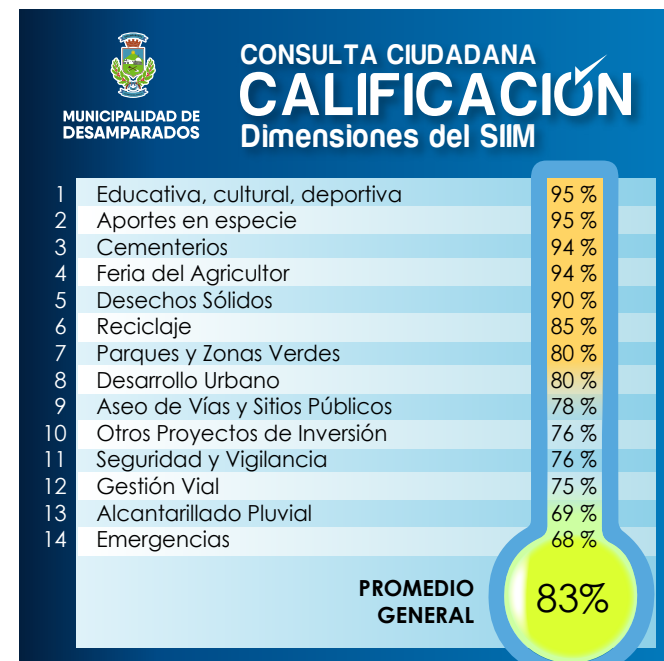 MUNICIPALIDAD DE
DESAMPARADOS
CONSULTA CIUDADANA
CALIFICACIÓN
Dimensiones del SIIM
1 Educativa, cultural, deportiva 95 %
2 Aportes en especie 95 %
3 Cementerios 94 %
4 Feria del Agricultor 94 %
5 Desechos Sólidos 90 %
6 Reciclaje 85 %
7 Parques y Zonas Verdes 80 %
8 Desarrollo Urbano 80 %
9 Aseo de Vías y Sitios Públicos 78 %
10 Otros Proyectos de Inversión 76 %
11 Seguridad y Vigilancia 76 %
12 Gestión Vial 75 %
13 Alcantarillado Pluvial 69 %
14 Emergencias 68 %
PROMEDIO
GENERAL
83%